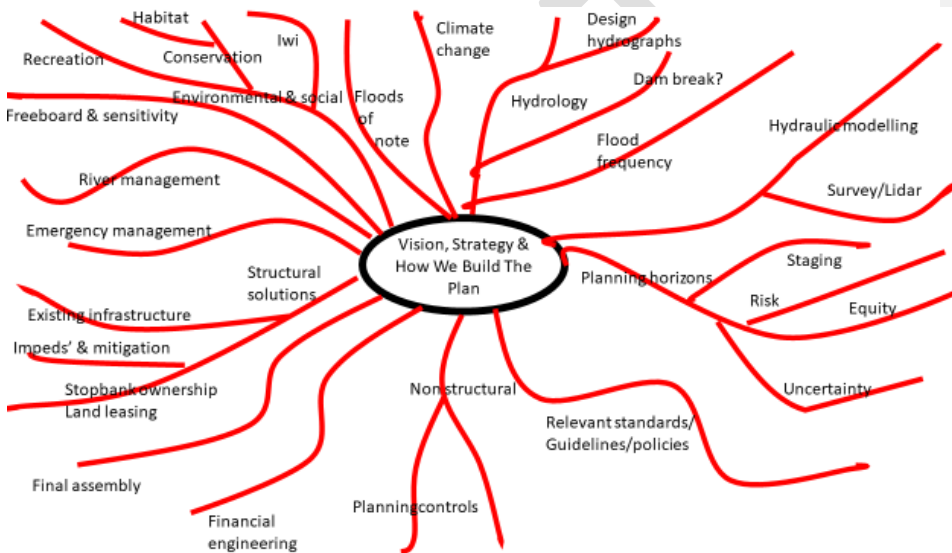 Habitat
Iwi
Climate
change
Design
hydrographs
Recreation
Conservation
Dam break?
Environmental & social
Floods
of
note
Hydrology
Freeboard & sensitivity
Flood
frequency
Hydraulic modelling
River management
Survey/Lidar
Emergency management
Vision, Strategy &
How We Build The
Plan
Structural
solutions
Planning horizons
Staging
Existing infrastructure
Risk
Equity
Impeds' & mitigation
Stopbank ownership
Land leasing
Non structural
Uncertainty
Relevant standards/
Guidelines/policies
Final assembly
Planning controls
Financial
engineering